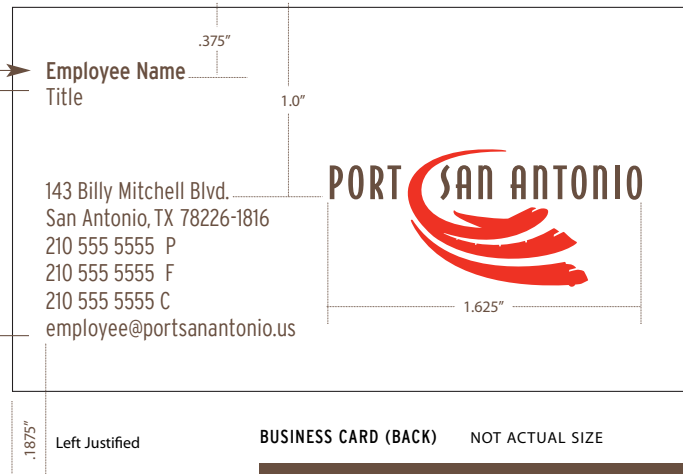 .375”
Employee Name
Title
1.0”
143 Billy Mitchell Blvd.
San Antonio, TX 78226-1816
210 555 5555 P
210 555 5555 F
210 555 5555 C
employee@portsanantonio.us
PORT SAN ANTONIO
1.625”
.1875”
Left Justified
BUSINESS CARD (BACK) NOT ACTUAL SIZE